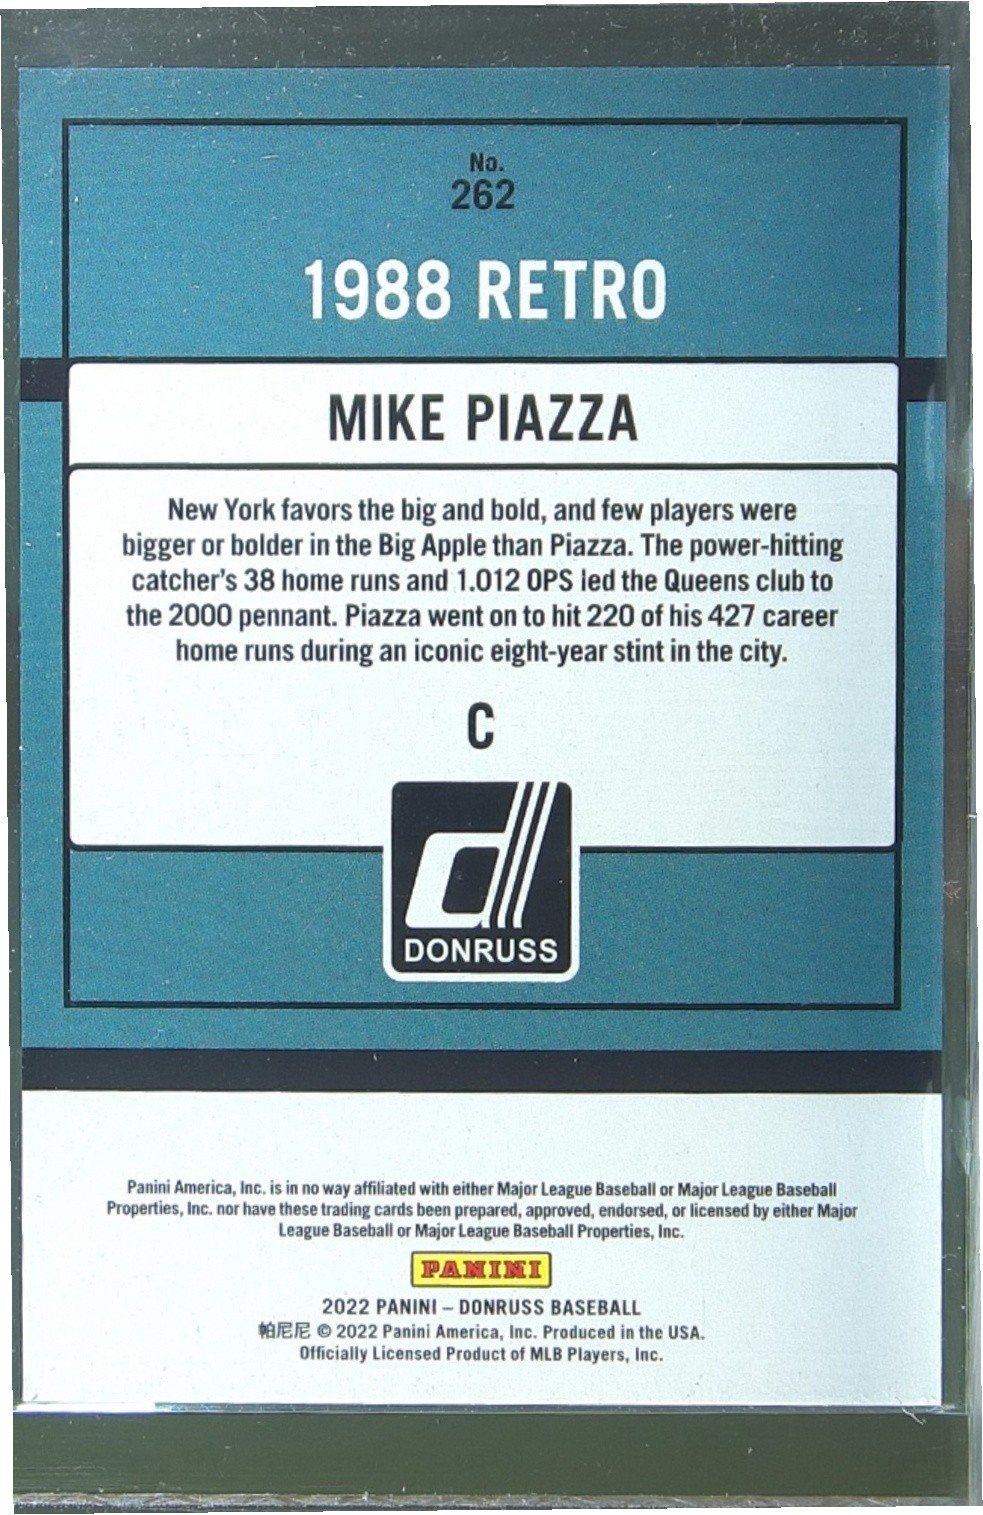 No.
262
1988 RETRO
MIKE PIAZZA
New York favors the big and bold, and few players were
bigger or bolder in the Big Apple than Piazza. The power-hitting
catcher's 38 home runs and 1.012 OPS led the Queens club to
the 2000 pennant. Piazza went on to hit 220 of his 427 career
home runs during an iconic eight-year stint in the city.
C
d
DONRUSS
Panini America, Inc. is in no way affiliated with either Major League Baseball or Major League Baseball
Properties, Inc. nor have these trading cards been prepared, approved, endorsed, or licensed by either Major
League Baseball or Major League Baseball Properties, Inc.
PANINI
2022 PANINI – DONRUSS BASEBALL
帕尼尼 © 2022 Panini America, Inc. Produced in the USA.
Officially Licensed Product of MLB Players, Inc.